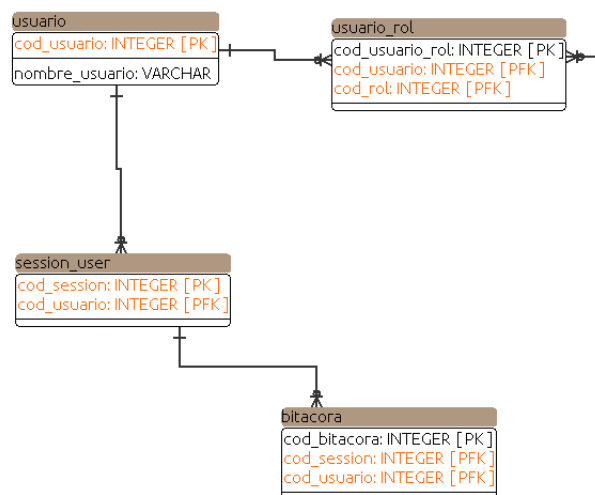 usuario
cod_usuario: INTEGER [ PK ]
nombre_usuario: VARCHAR
usuario_rol
cod_usuario_rol: INTEGER [ PK ]
cod_usuario: INTEGER [ PFK ]
cod_rol: INTEGER [ PFK ]
session_user
cod_session: INTEGER [ PK ]
cod_usuario: INTEGER [ PFK ]
bitacora
cod_bitacora: INTEGER [ PK ]
cod_session: INTEGER [ PFK ]
cod_usuario: INTEGER [ PFK ]